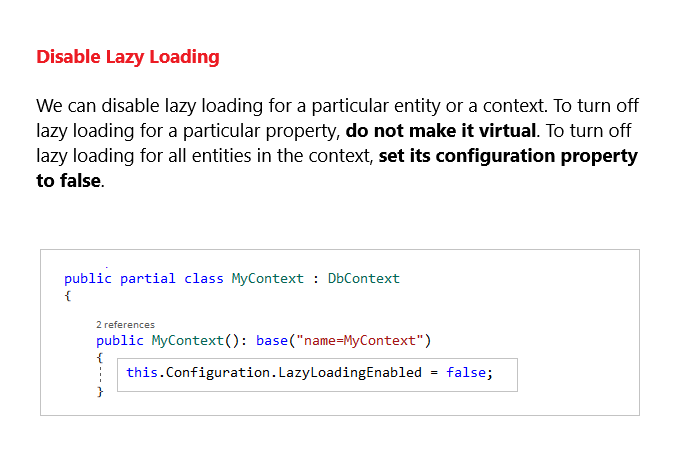 Disable Lazy Loading
We can disable lazy loading for a particular entity or a context. To turn off
lazy loading for a particular property, do not make it virtual. To turn off
lazy loading for all entities in the context, set its configuration property
to false.
public partial class MyContext : DbContext
{
2 references
public MyContext(): base("name=MyContext")
{
this.Configuration.LazyLoadingEnabled = false;
}